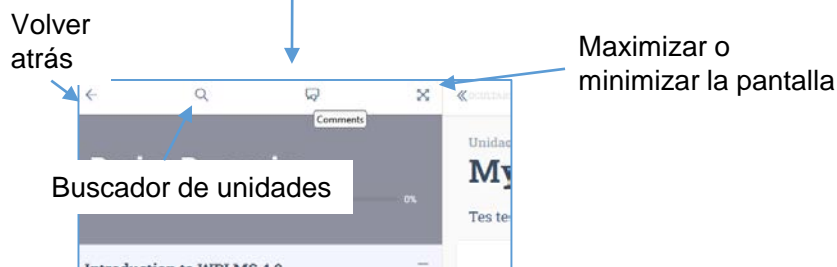 Volver
atrás
Maximizar o
minimizar la pantalla
Comments
Buscador de unidades
0%
Unidad
My
Tes te
Introduction to WPLMS 4.0